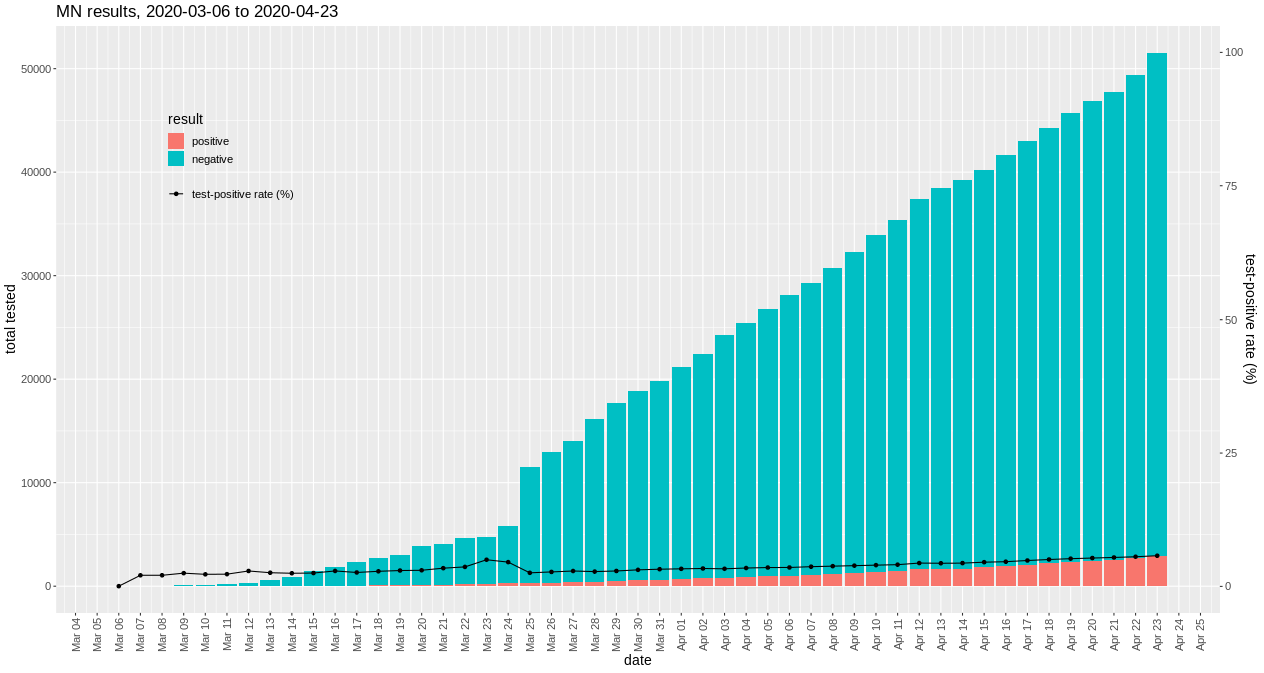 MN results, 2020-03-06 to 2020-04-23
total tested
50000
40000
30000
20000
10000
0
result
positive
negative
test-positive rate (%)
100
75
50
25
0
test-positive rate (%)
Mar 04
Mar 05
Mar 06
Mar 07
Mar 08
Mar 09
Mar 10
Mar 11
Mar 12
Mar 13
Mar 14
Mar 15
Mar 16
Mar 17
Mar 18
Mar 19
Mar 20
Mar 21
Mar 22
Mar 23
Mar 24
Mar 25
Mar 26
Mar 27
Mar 28
Mar 29
Mar 30
Mar 31
Apr 01
Apr 02
Apr 03
Apr 04
Apr 05
Apr 06
Apr 07
Apr 08
Apr 09
Apr 10
Apr 11
Apr 12
Apr 13
Apr 14
Apr 15
Apr 16
Apr 17
Apr 18
Apr 19
Apr 20
Apr 21
Apr 22
Apr 23
Apr 24
Apr 25
date